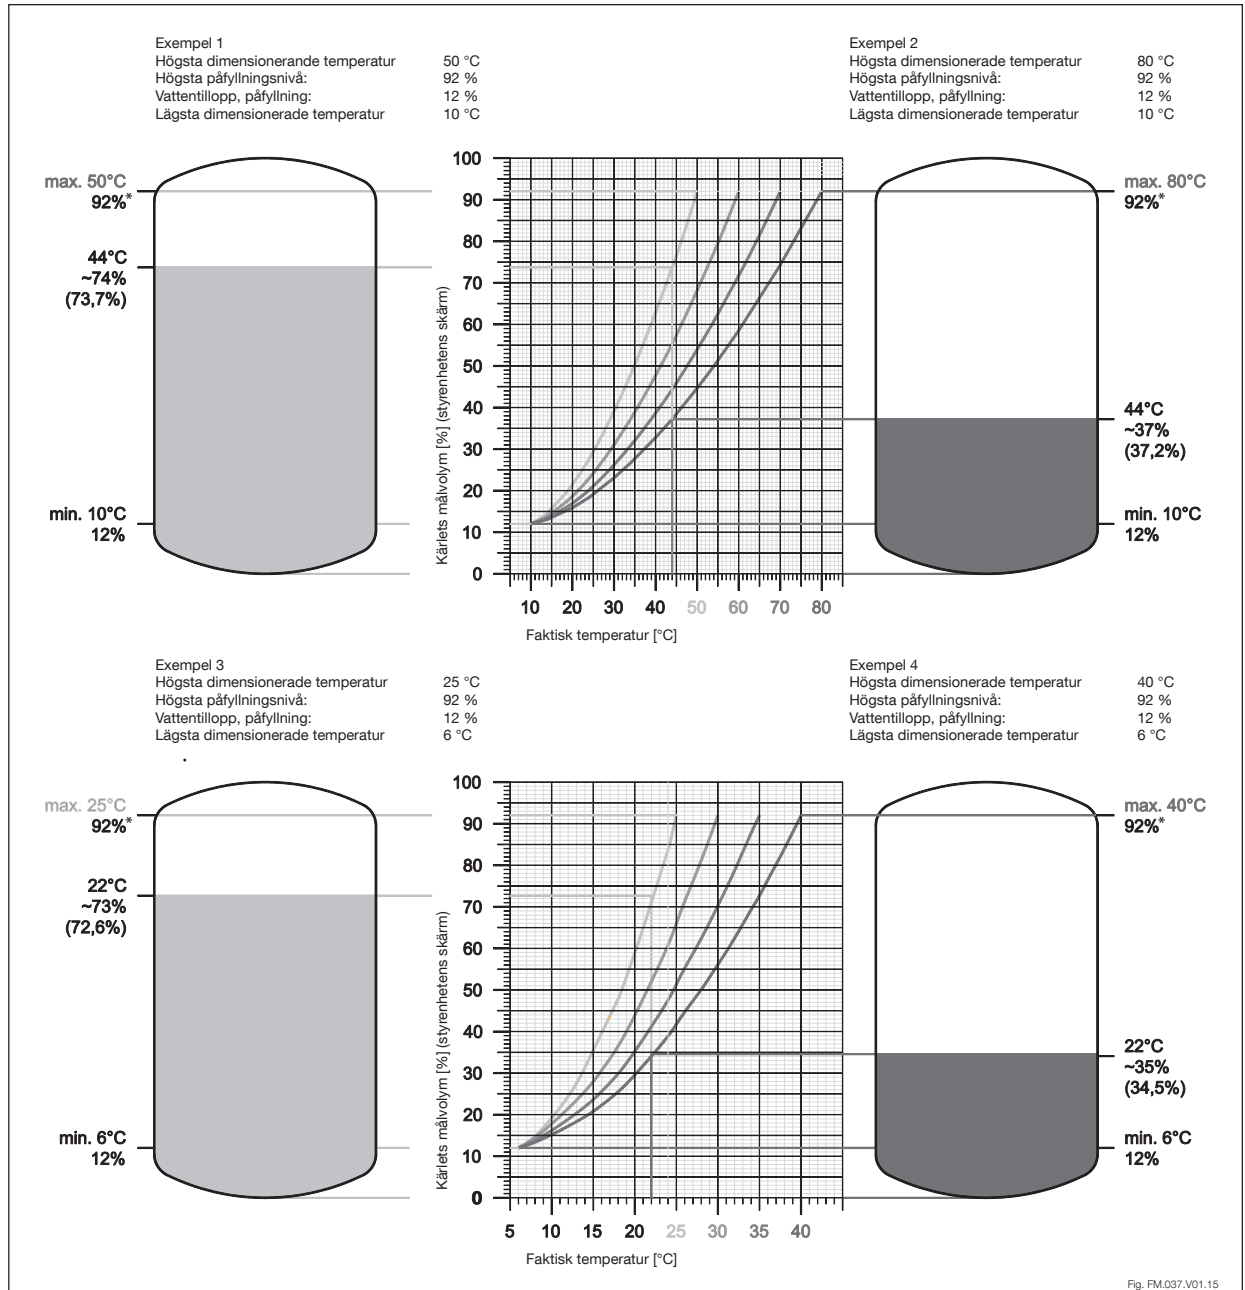 Exempel 1
Högsta dimensionerande temperatur 50 °C
Högsta påfyllningsnivå: 92 %
Vattentillopp, påfyllning: 12 %
Lägsta dimensionerade temperatur 10 °C
Exempel 2
Högsta dimensionerade temperatur 80 °C
Högsta påfyllningsnivå: 92 %
Vattentillopp, påfyllning: 12 %
Lägsta dimensionerade temperatur 10 °C
max. 50°C
92%*
44°C
~74%
(73,7%)
min. 10°C
12%
Kärlets målvolym [%] (styrenhetens skärm)
100
90
80
70
60
50
40
30
20
10
0
10 20 30 40 50 60 70 80
Faktisk temperatur [°C]
max. 80°C
92%*
44°C
~37%
(37,2%)
min. 10°C
12%
Exempel 3
Högsta dimensionerade temperatur 25 °C
Högsta påfyllningsnivå: 92 %
Vattentillopp, påfyllning: 12 %
Lägsta dimensionerade temperatur 6 °C
Exempel 4
Högsta dimensionerade temperatur 40 °C
Högsta påfyllningsnivå: 92 %
Vattentillopp, påfyllning: 12 %
Lägsta dimensionerade temperatur 6 °C
max. 25°C
92%*
22°C
~73%
(72,6%)
min. 6°C
12%
Kärlets målvolym [%] (styrenhetens skärm)
100
90
80
70
60
50
40
30
20
10
0
5 10 15 20 25 30 35 40
Faktisk temperatur [°C]
max. 40°C
92%*
22°C
~35%
(34,5%)
min. 6°C
12%
Fig. FM.037.V01.15